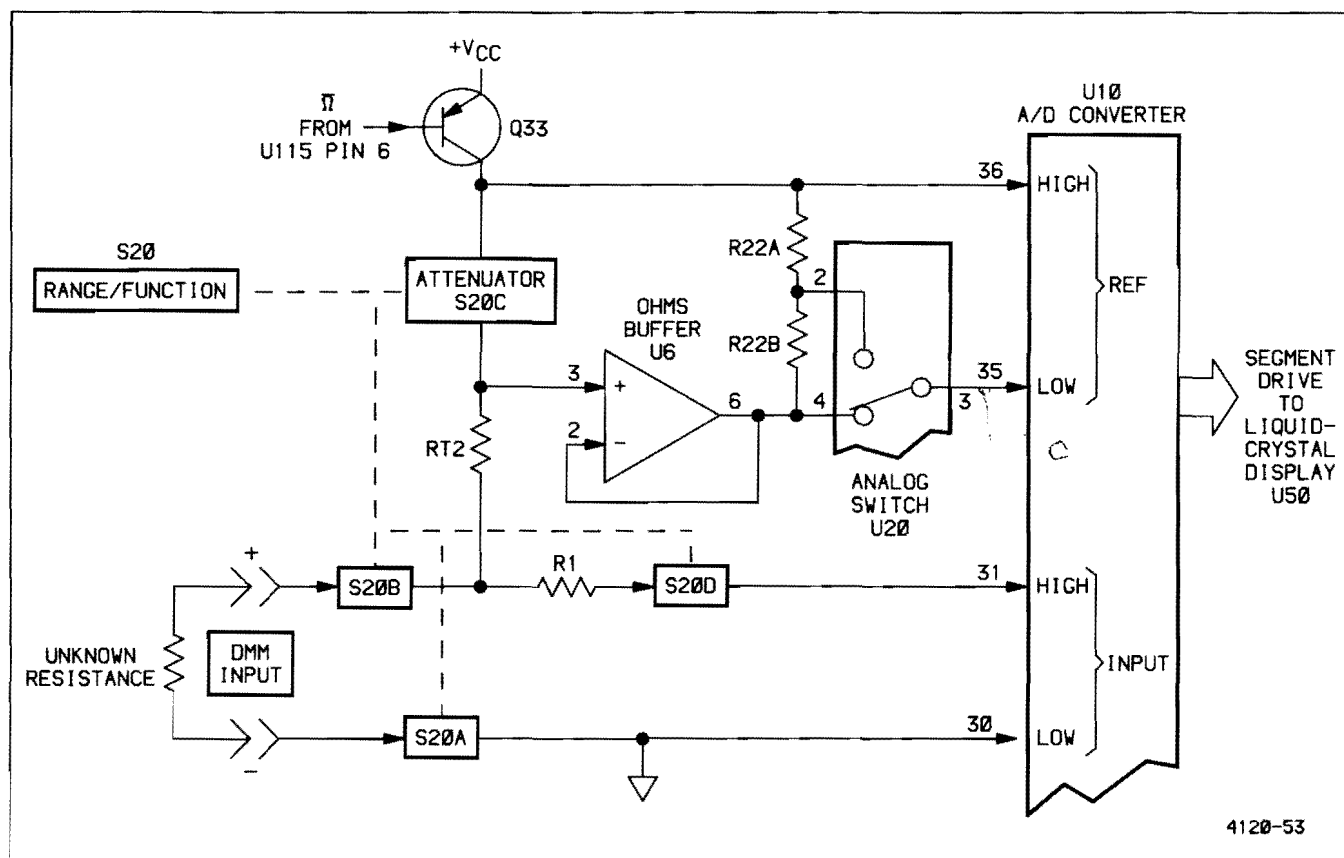 +VCC
Ω̅
FROM
U115 PIN 6
Q33
U10
A/D CONVERTER
36
HIGH
S20
RANGE/FUNCTION
ATTENUATOR
S20C
R22A
2
REF
OHMS
BUFFER
U6
R22B
3
+
6
4
3
35
LOW
2
−
RT2
SEGMENT
DRIVE
TO
LIQUID-
CRYSTAL
DISPLAY
U50
ANALOG
SWITCH
U20
+
S20B
R1
S20D
31
HIGH
UNKNOWN
RESISTANCE
DMM
INPUT
INPUT
−
S20A
30
LOW
4120-53